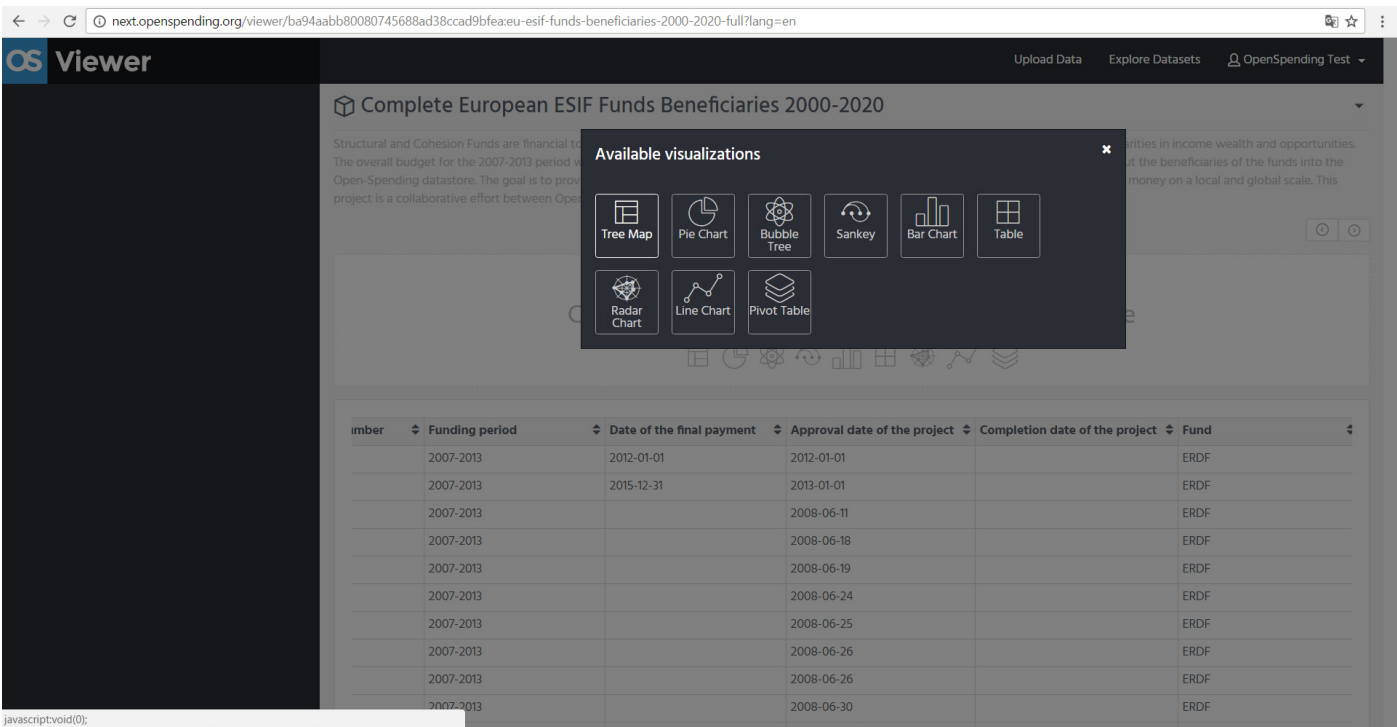 next.openspending.org/viewer/ba94aabb80080745688ad38ccad9bfea:eu-esif-funds-beneficiaries-2000-2020-full?lang=en
OS Viewer
Upload Data Explore Datasets OpenSpending Test
Complete European ESIF Funds Beneficiaries 2000-2020
Structural and Cohesion Funds are financial to
The overall budget for the 2007-2013 period w
Open-Spending datastore. The goal is to prov
project is a collaborative effort between Open
arities in income wealth and opportunities.
ut the beneficiaries of the funds into the
money on a local and global scale. This
Available visualizations
Tree Map Pie Chart Bubble Tree Sankey Bar Chart Table
Radar Chart Line Chart Pivot Table
Funding period Date of the final payment Approval date of the project Completion date of the project Fund
2007-2013 2012-01-01 2012-01-01 ERDF
2007-2013 2015-12-31 2013-01-01 ERDF
2007-2013 2008-06-11 ERDF
2007-2013 2008-06-18 ERDF
2007-2013 2008-06-19 ERDF
2007-2013 2008-06-24 ERDF
2007-2013 2008-06-25 ERDF
2007-2013 2008-06-26 ERDF
2007-2013 2008-06-26 ERDF
2007-2013 2008-06-30 ERDF
javascript:void(0);